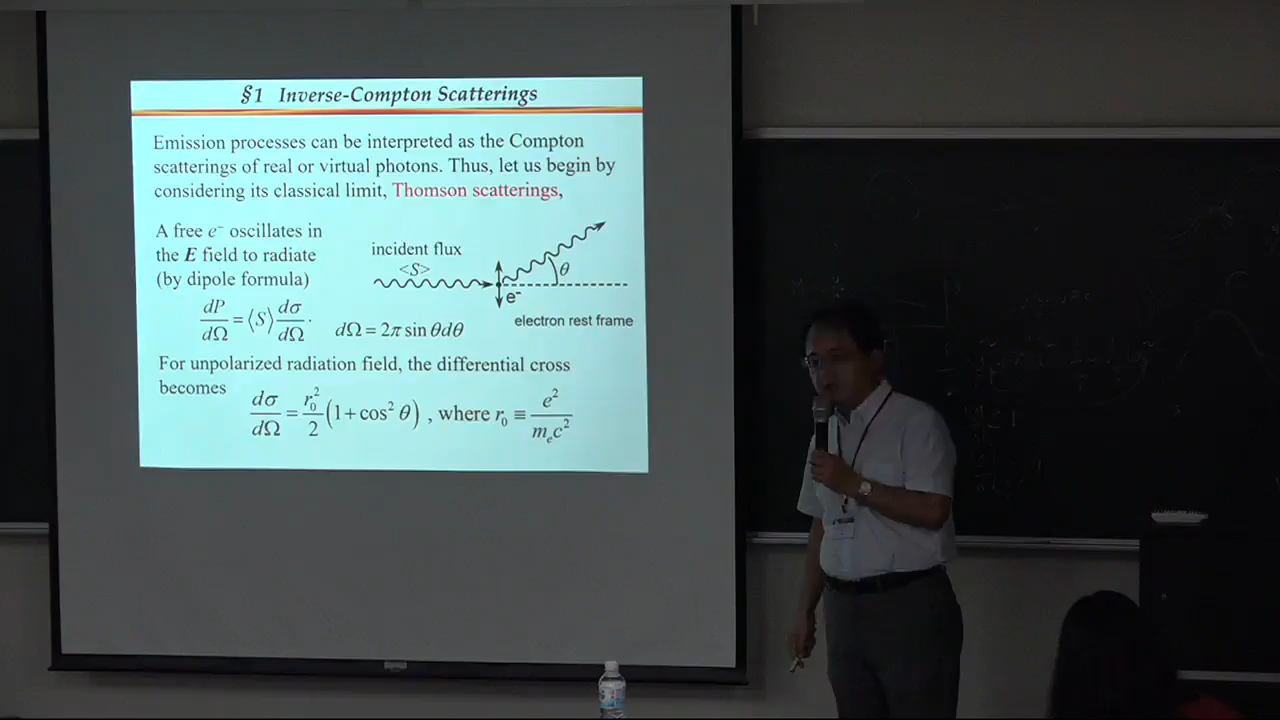 §1 Inverse-Compton Scatterings
Emission processes can be interpreted as the Compton
scatterings of real or virtual photons. Thus, let us begin by
considering its classical limit, Thomson scatterings,
A free e⁻ oscillates in
the E field to radiate
(by dipole formula)
dP/dΩ = ⟨S⟩ dσ/dΩ.
dΩ = 2π sin θdθ
incident flux
<S>
θ
e⁻
electron rest frame
For unpolarized radiation field, the differential cross
becomes
dσ/dΩ = r₀²/2 (1 + cos² θ) , where r₀ ≡ e²/mₑc²